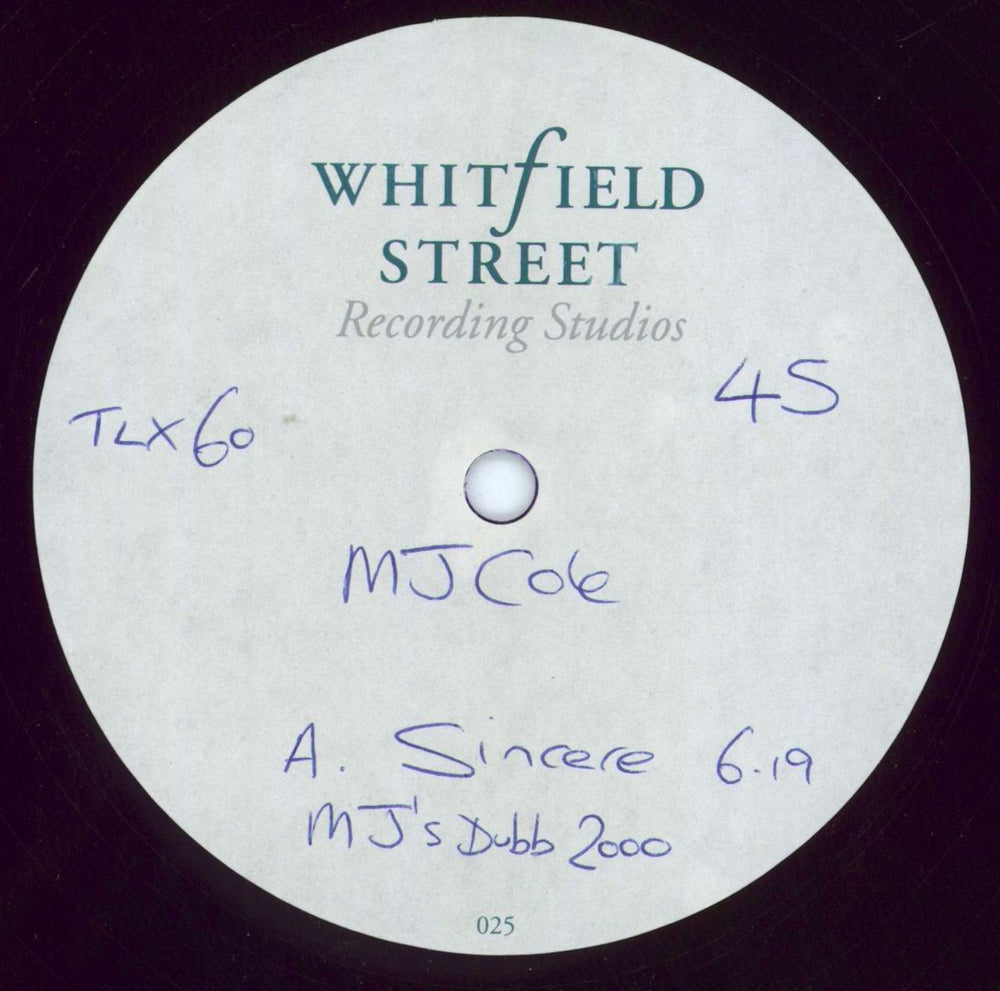 WHITfIELD
STREET
Recording Studios
45
TLX 60
MJ Cole
A. Sincere 6.19
MJ's Dubb 2000
025